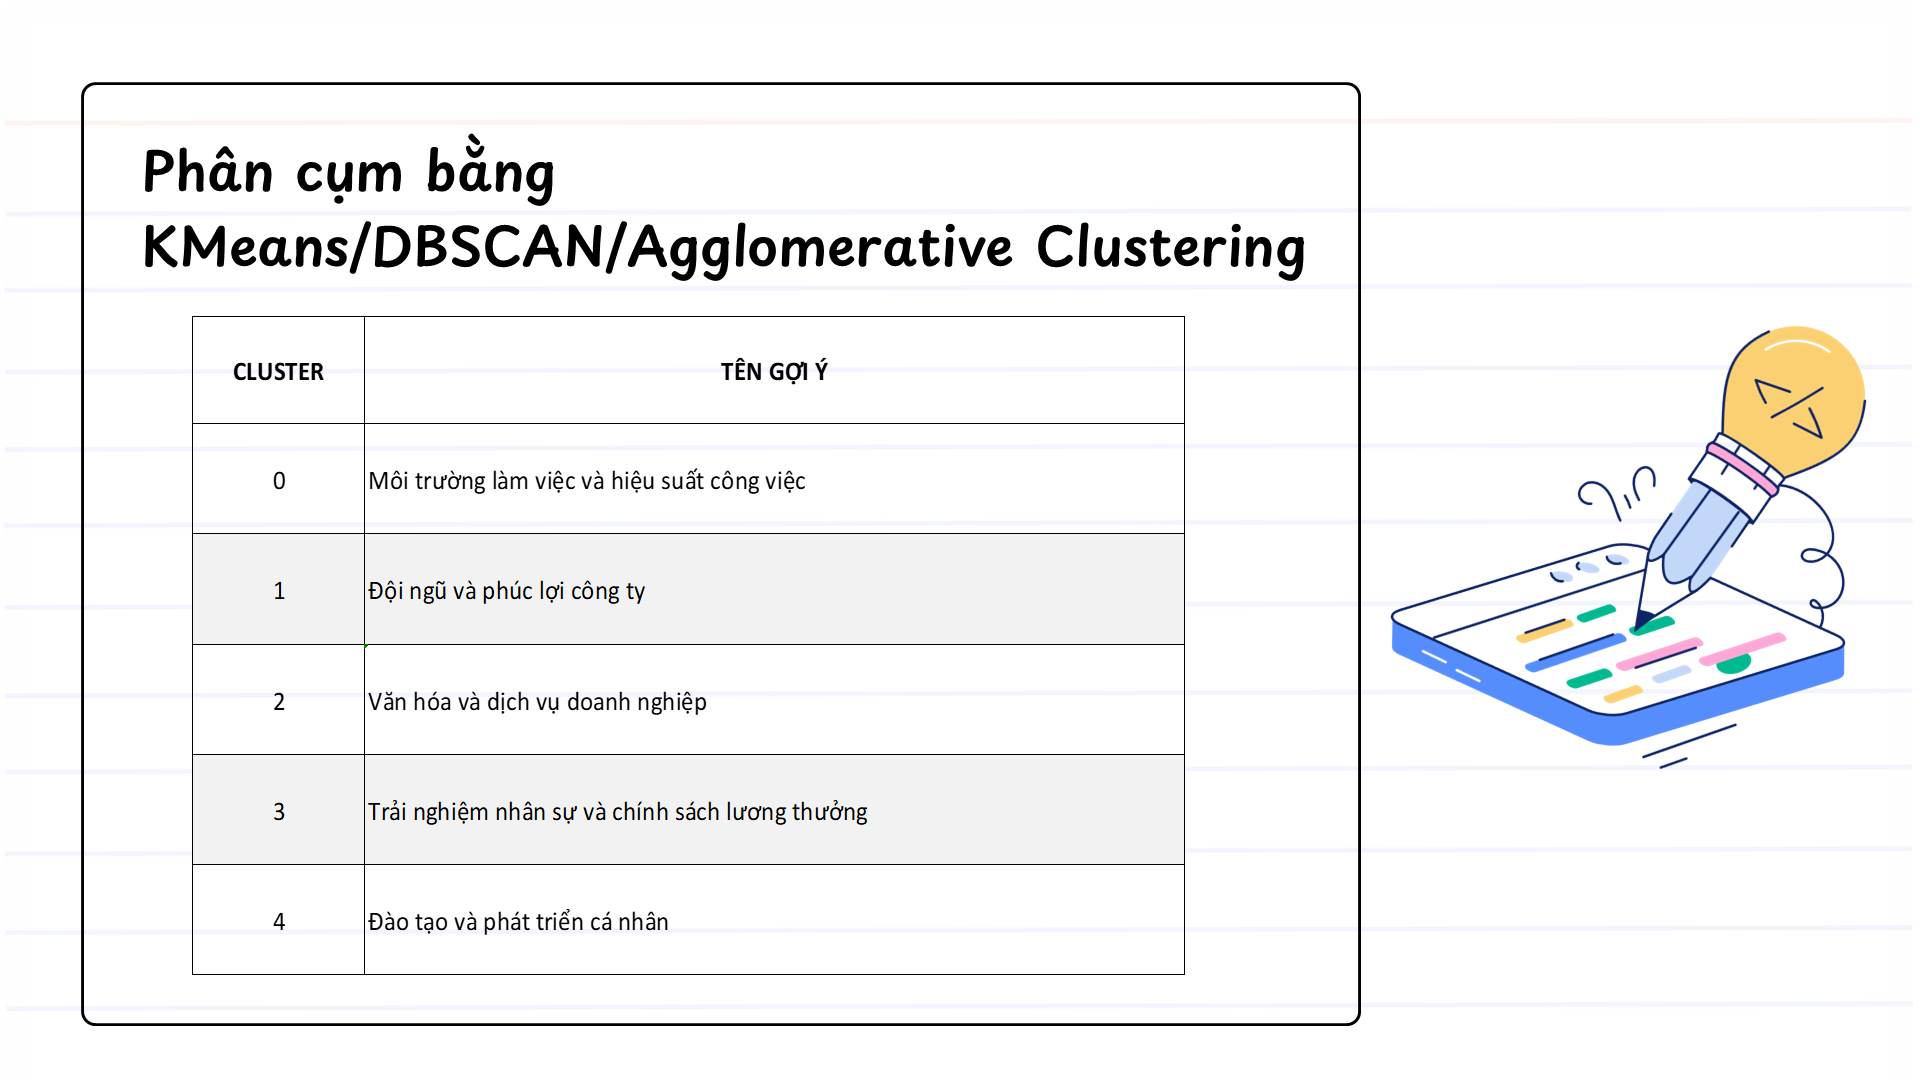 Phân cụm bằng
KMeans/DBSCAN/Agglomerative Clustering
CLUSTER TÊN GỢI Ý
0 Môi trường làm việc và hiệu suất công việc
1 Đội ngũ và phúc lợi công ty
2 Văn hóa và dịch vụ doanh nghiệp
3 Trải nghiệm nhân sự và chính sách lương thưởng
4 Đào tạo và phát triển cá nhân